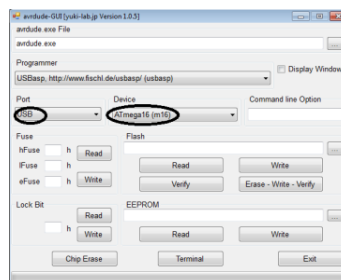 avrdude-GUI [yuki-lab.jp Version 1.0.3]
avrdude exe File
avrdude.exe
...
Programmer
USBasp, http://www.fischl.de/usbasp/ (usbasp)
Display Window
Port Device Command line Option
USB ATmega16 (m16)
Fuse Flash
hFuse h Read ...
lFuse h Read Write
eFuse h Write Verify Erase - Write - Verify
Lock Bit EEPROM
Read ...
h Write Read Write
Chip Erase Terminal Exit